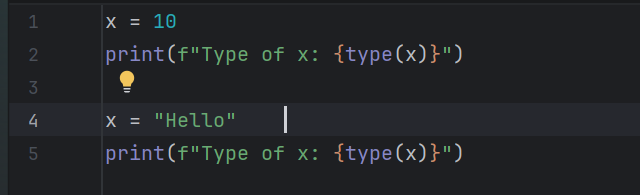 1 x = 10
2 print(f"Type of x: {type(x)}")
3
4 x = "Hello"
5 print(f"Type of x: {type(x)}")